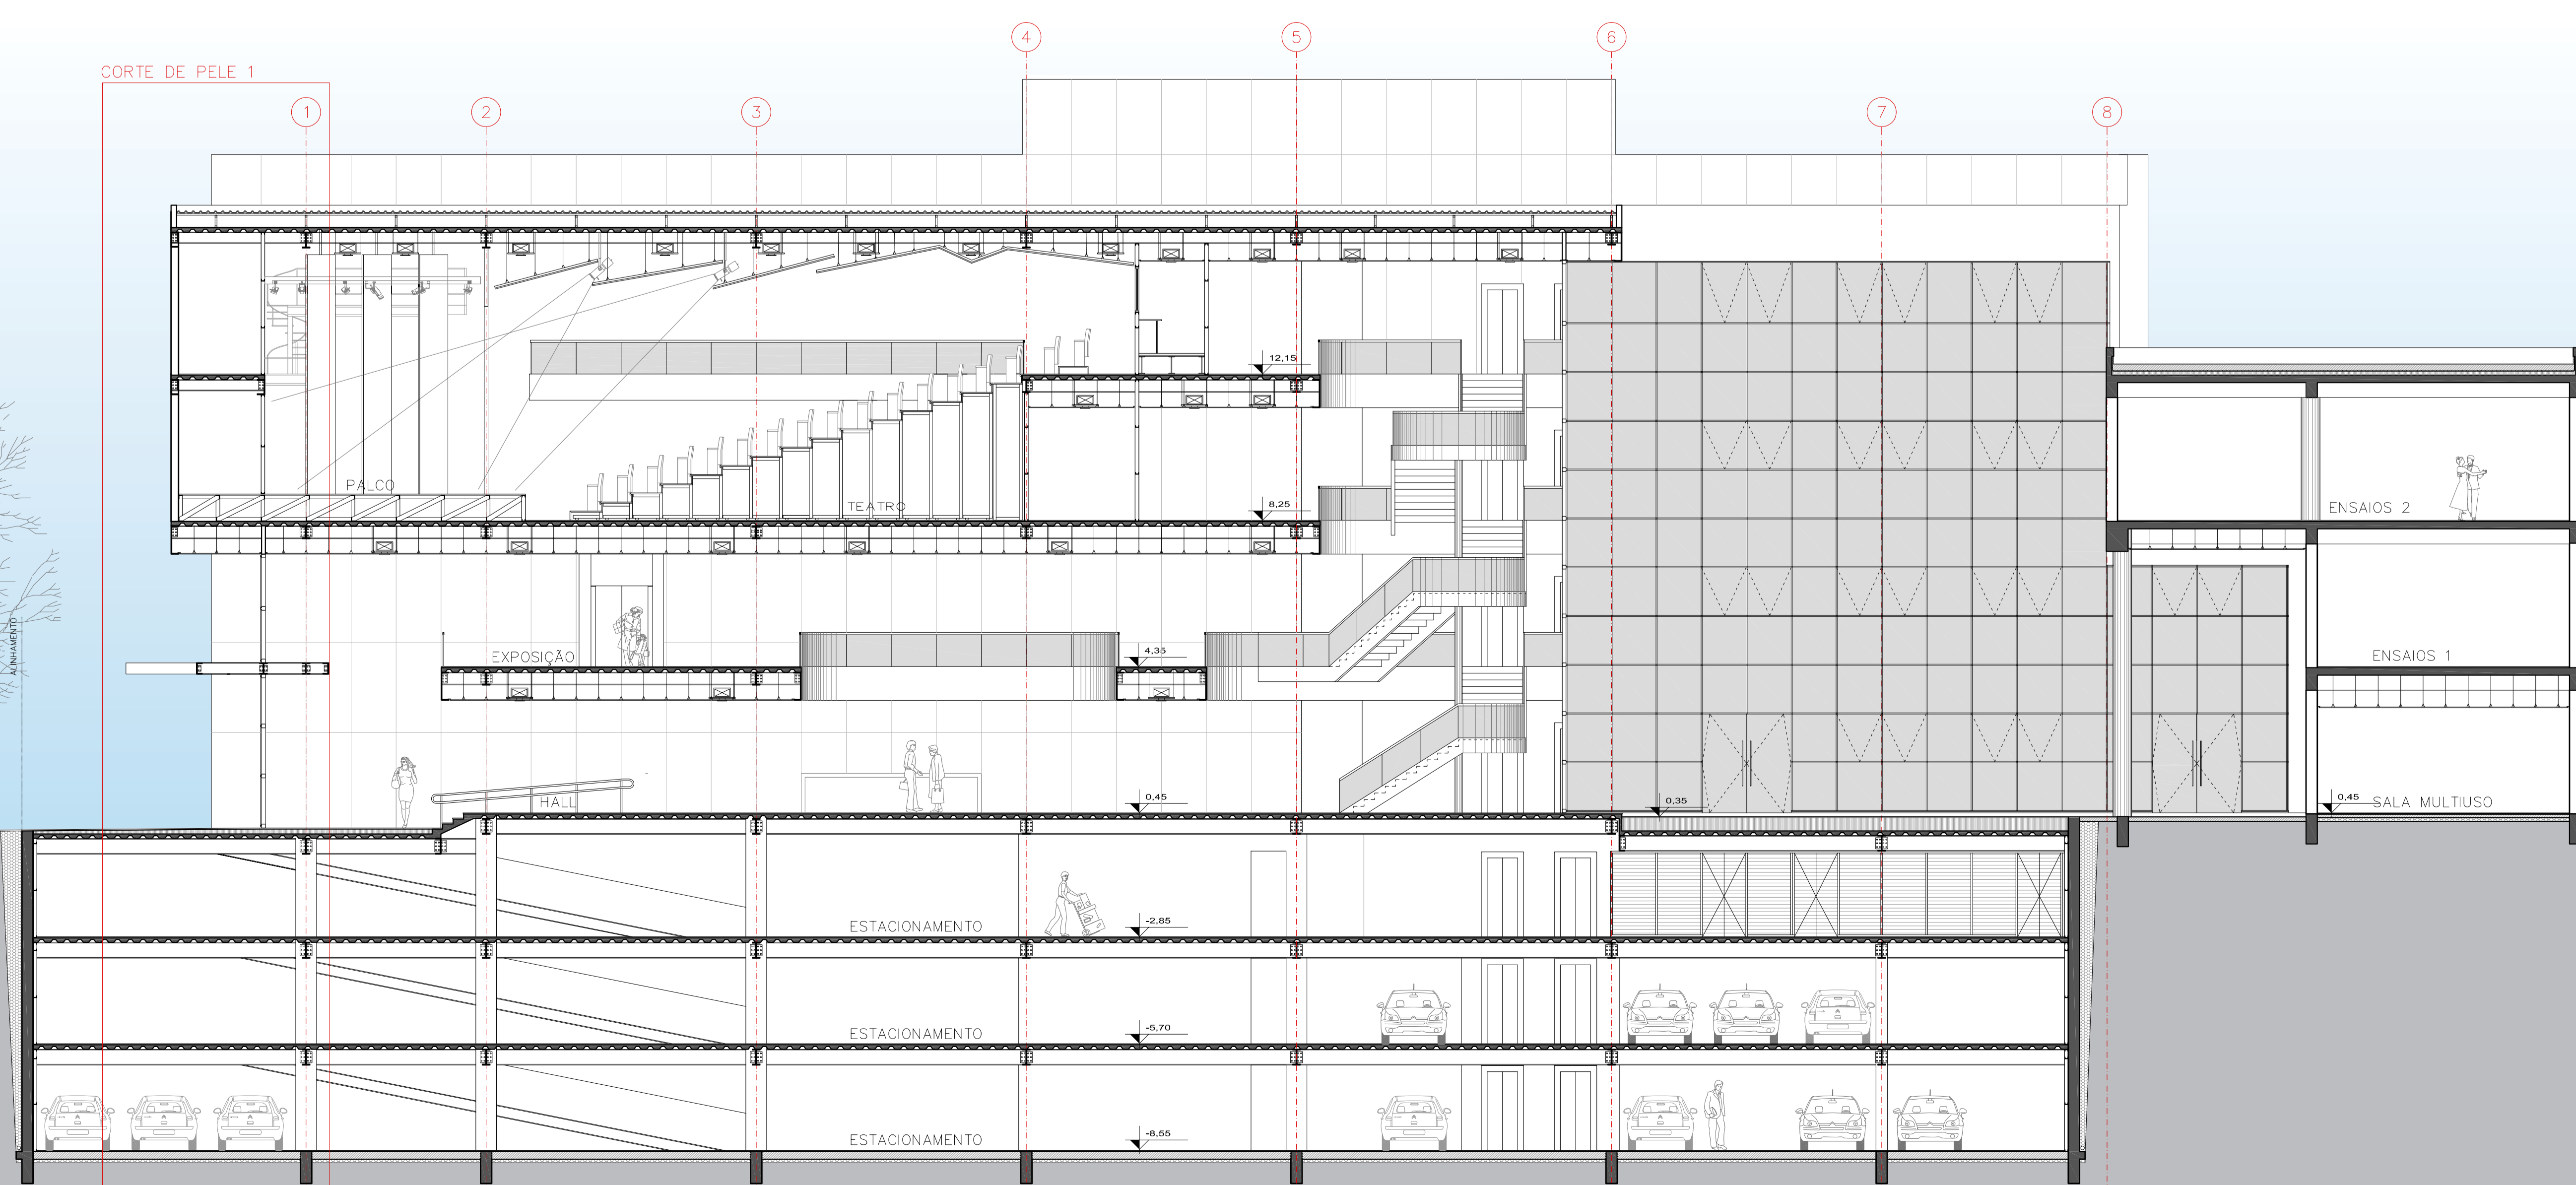 4
5
6
CORTE DE PELE 1
1
2
3
7
8
12,15
PALCO
TEATRO
8,25
ENSAIOS 2
ALINHAMENTO
EXPOSIÇÃO
4,35
ENSAIOS 1
HALL
0,45
0,35
0,45
SALA MULTIUSO
ESTACIONAMENTO
-2,85
ESTACIONAMENTO
-5,70
ESTACIONAMENTO
-8,55